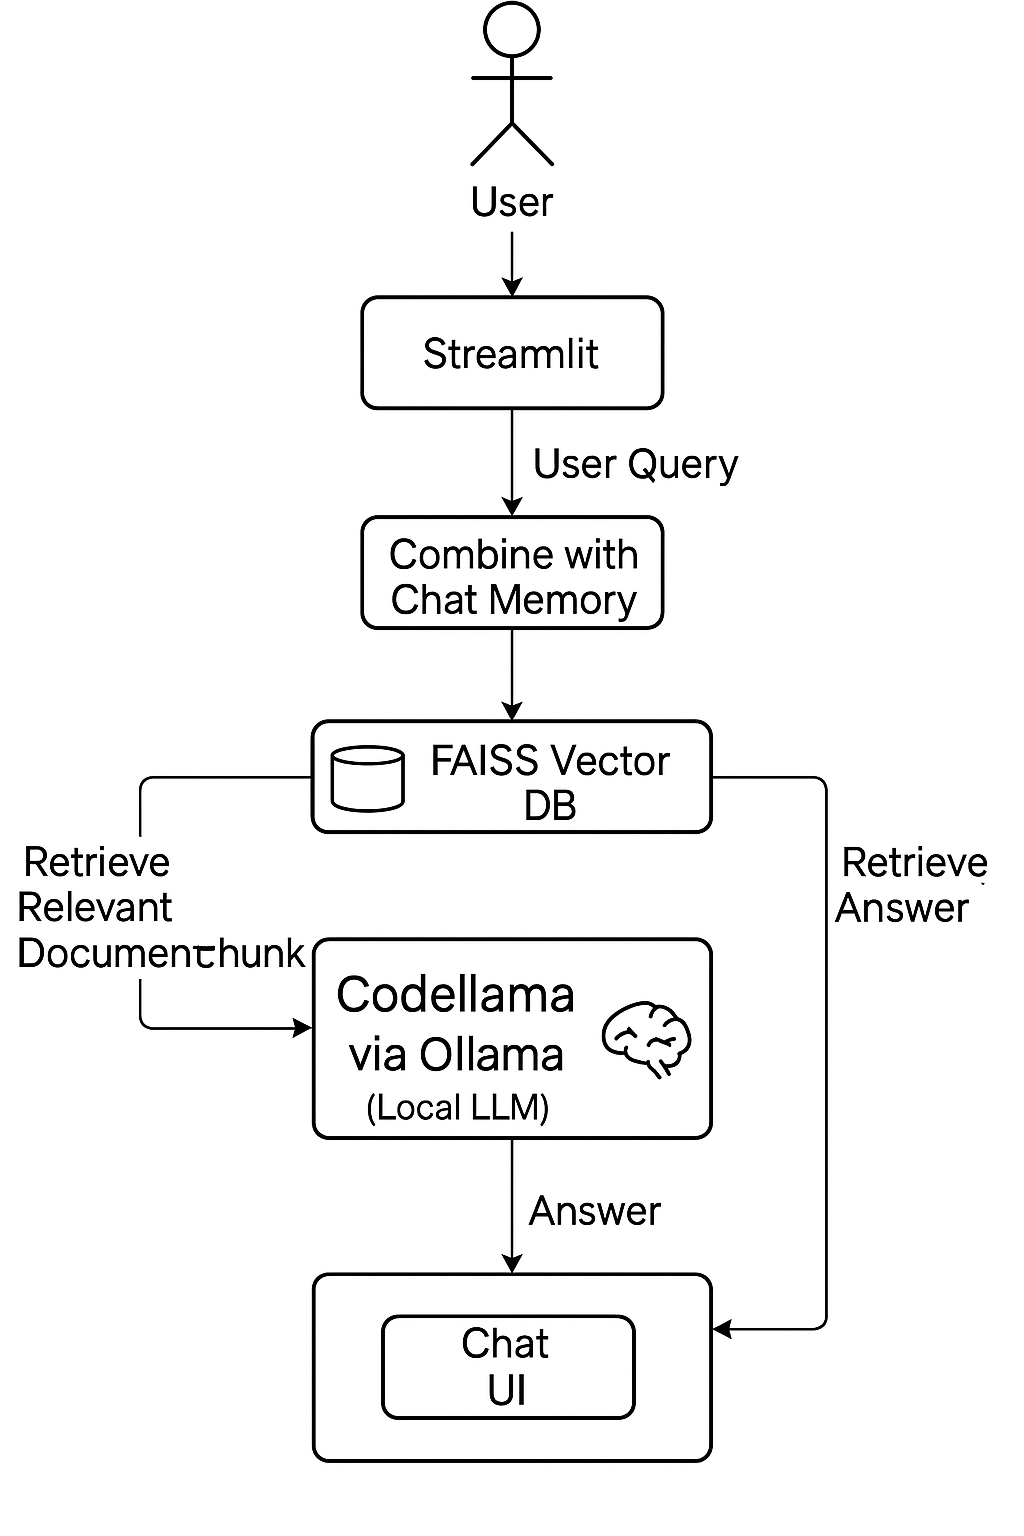 User
Streamlit
User Query
Combine with
Chat Memory
FAISS Vector
DB
Retrieve
Relevant
Documenthunk
Retrieve
Answer
Codellama
via Ollama
(Local LLM)
Answer
Chat
UI